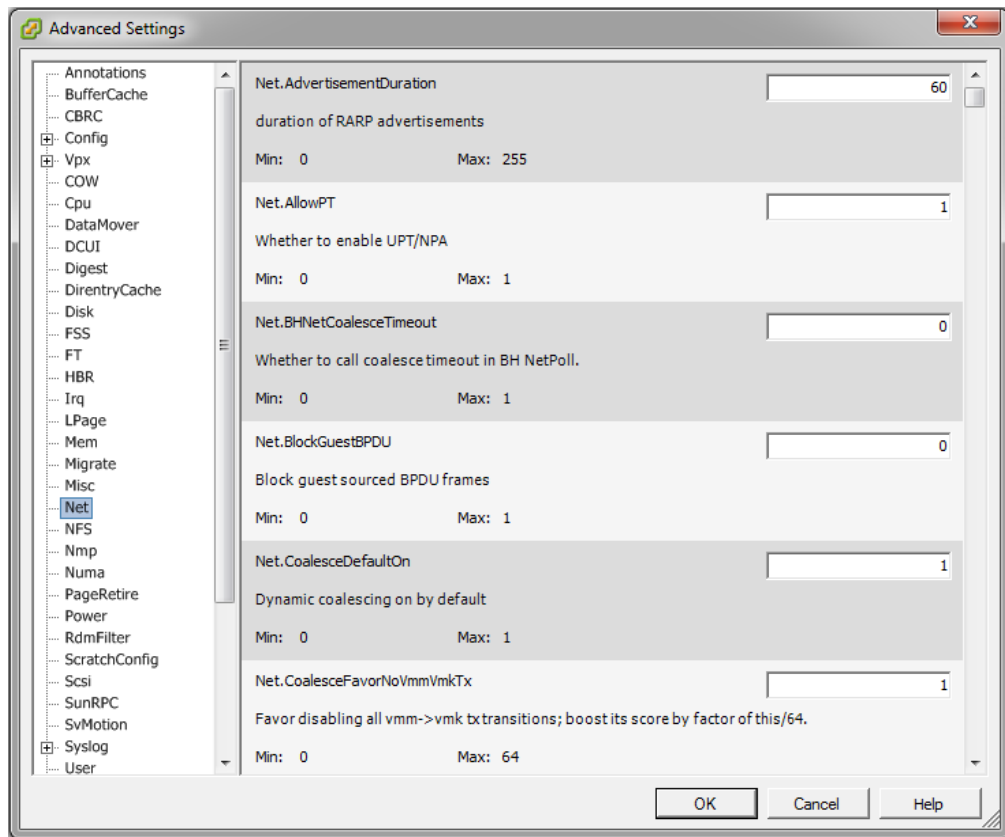 Advanced Settings
Annotations
BufferCache
CBRC
Config
Vpx
COW
Cpu
DataMover
DCUI
Digest
DirentryCache
Disk
FSS
FT
HBR
Irq
LPage
Mem
Migrate
Misc
Net
NFS
Nmp
Numa
PageRetire
Power
RdmFilter
ScratchConfig
Scsi
SunRPC
SvMotion
Syslog
User
Net.AdvertisementDuration 60
duration of RARP advertisements
Min: 0 Max: 255
Net.AllowPT 1
Whether to enable UPT/NPA
Min: 0 Max: 1
Net.BHNetCoalesceTimeout 0
Whether to call coalesce timeout in BH NetPoll.
Min: 0 Max: 1
Net.BlockGuestBPDU 0
Block guest sourced BPDU frames
Min: 0 Max: 1
Net.CoalesceDefaultOn 1
Dynamic coalescing on by default
Min: 0 Max: 1
Net.CoalesceFavorNoVmmVmkTx 1
Favor disabling all vmm->vmk tx transitions; boost its score by factor of this/64.
Min: 0 Max: 64
OK Cancel Help